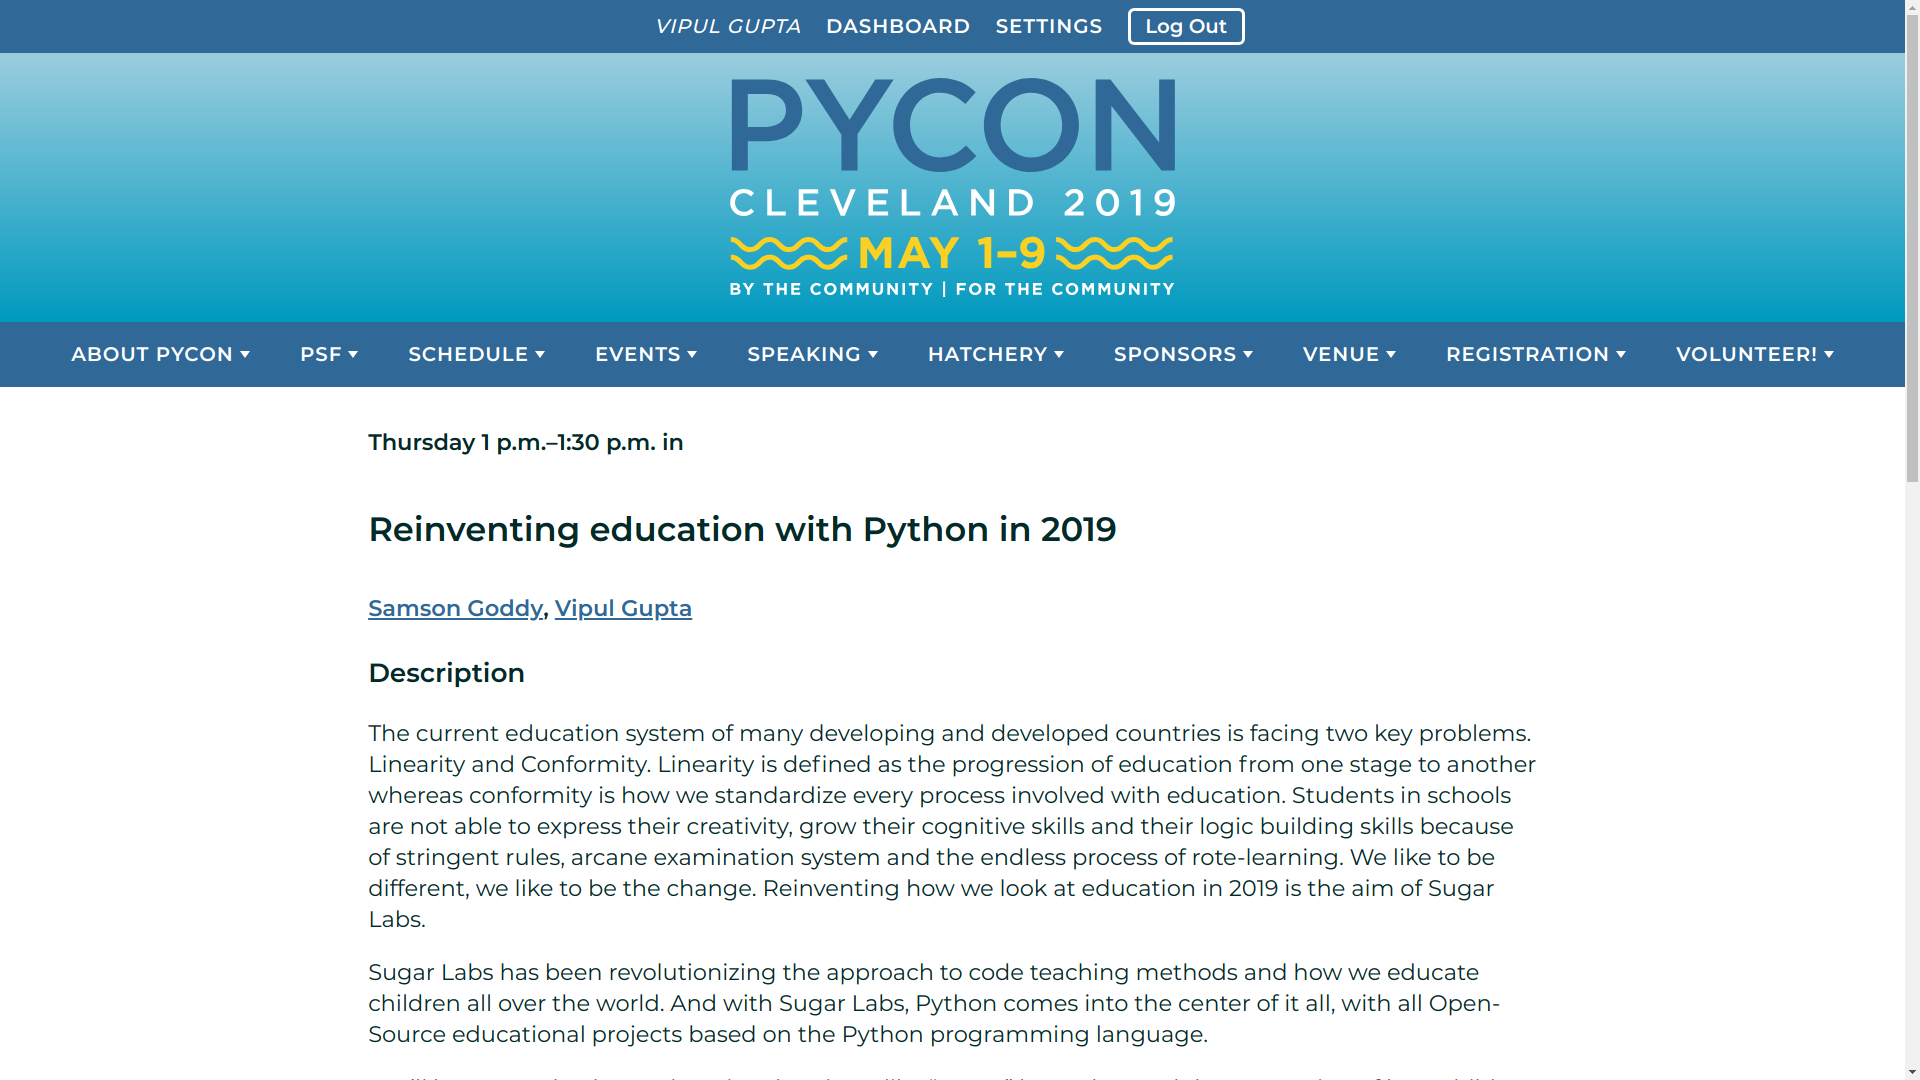 VIPUL GUPTA DASHBOARD SETTINGS Log Out
PYCON
CLEVELAND 2019
MAY 1-9
BY THE COMMUNITY | FOR THE COMMUNITY
ABOUT PYCON PSF SCHEDULE EVENTS SPEAKING HATCHERY SPONSORS VENUE REGISTRATION VOLUNTEER!
Thursday 1 p.m.–1:30 p.m. in
Reinventing education with Python in 2019
Samson Goddy, Vipul Gupta
Description
The current education system of many developing and developed countries is facing two key problems.
Linearity and Conformity. Linearity is defined as the progression of education from one stage to another
whereas conformity is how we standardize every process involved with education. Students in schools
are not able to express their creativity, grow their cognitive skills and their logic building skills because
of stringent rules, arcane examination system and the endless process of rote-learning. We like to be
different, we like to be the change. Reinventing how we look at education in 2019 is the aim of Sugar
Labs.
Sugar Labs has been revolutionizing the approach to code teaching methods and how we educate
children all over the world. And with Sugar Labs, Python comes into the center of it all, with all Open-
Source educational projects based on the Python programming language.